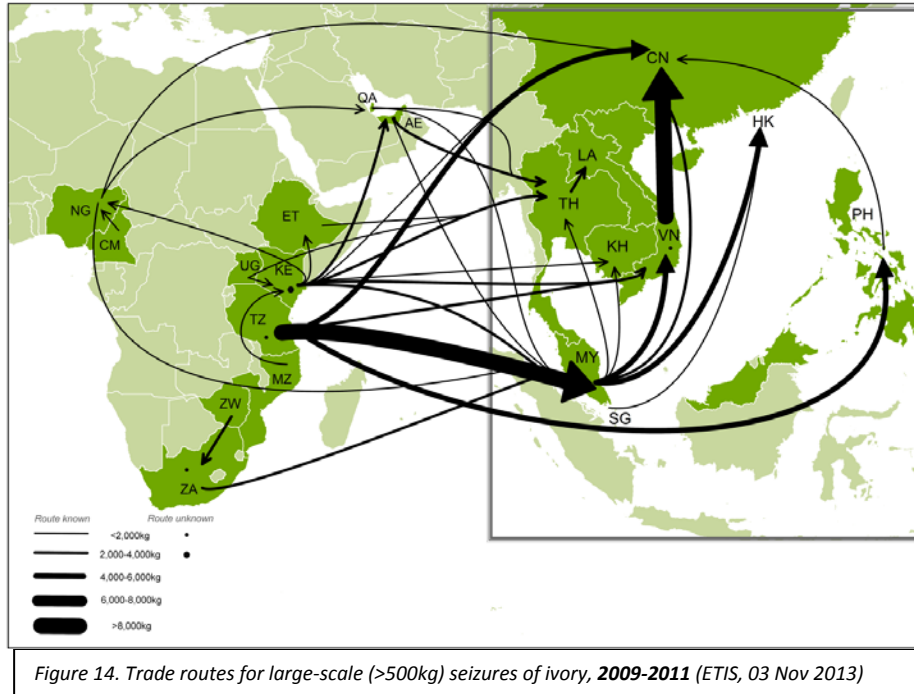 CN
QA
AE
HK
LA
NG
ET
TH
CM
PH
UG
KE
KH
VN
TZ
MZ
MY
ZW
SG
ZA
Route known Route unknown
<2,000kg
2,000-4,000kg
4,000-6,000kg
6,000-8,000kg
>8,000kg
Figure 14. Trade routes for large-scale (>500kg) seizures of ivory, 2009-2011 (ETIS, 03 Nov 2013)